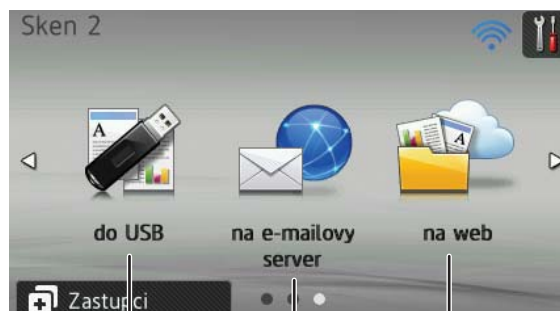 Sken 2
do USB
na e-mailovy
server
na web
Zastupci